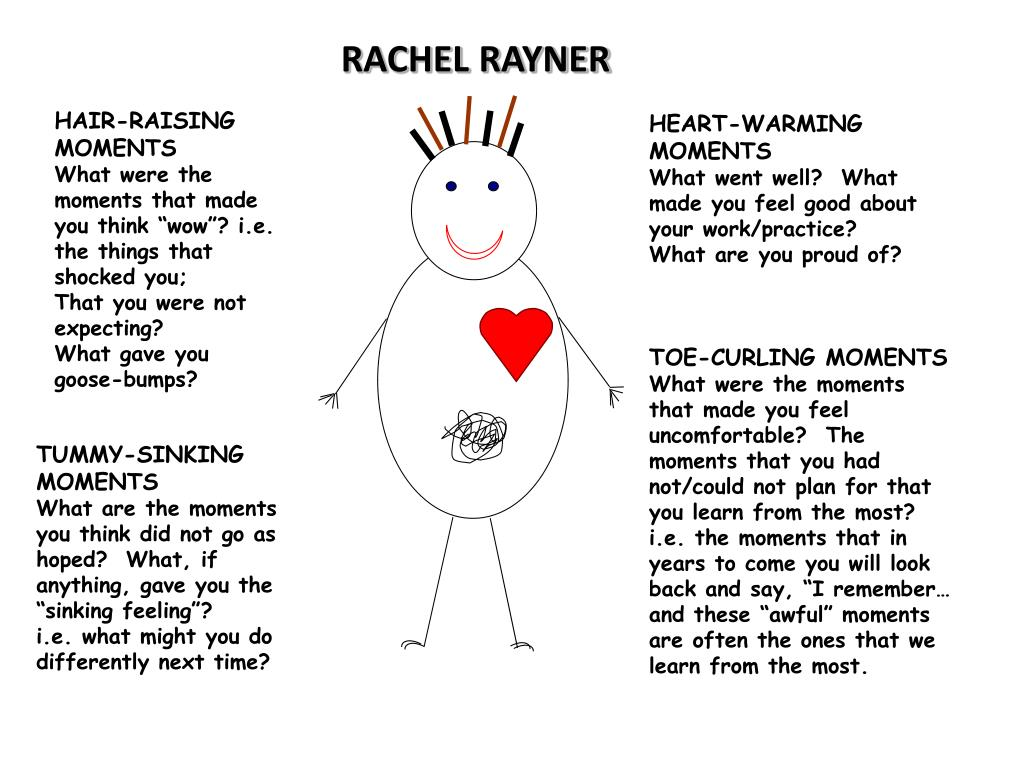 RACHEL RAYNER
HAIR-RAISING
MOMENTS
What were the
moments that made
you think “wow”? i.e.
the things that
shocked you;
That you were not
expecting?
What gave you
goose-bumps?
TUMMY-SINKING
MOMENTS
What are the moments
you think did not go as
hoped?  What, if
anything, gave you the
“sinking feeling”?
i.e. what might you do
differently next time?
HEART-WARMING
MOMENTS
What went well?  What
made you feel good about
your work/practice?
What are you proud of?
TOE-CURLING MOMENTS
What were the moments
that made you feel
uncomfortable?  The
moments that you had
not/could not plan for that
you learn from the most?
i.e. the moments that in
years to come you will look
back and say, “I remember…
and these “awful” moments
are often the ones that we
learn from the most.